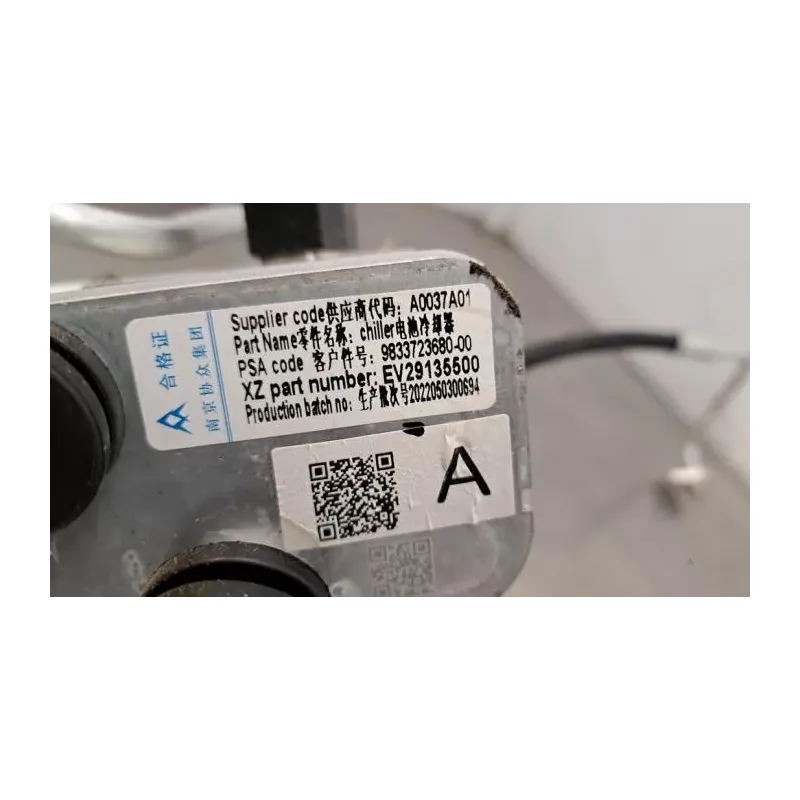 合格证
南京协众集团
Supplier code供应商代码: A0037A01
Part Name零件名称: chiller电池冷却器
PSA code 客户件号: 9833723680-00
XZ part number: EV29135500
Production batch no: 生产批次号2022050300694
A